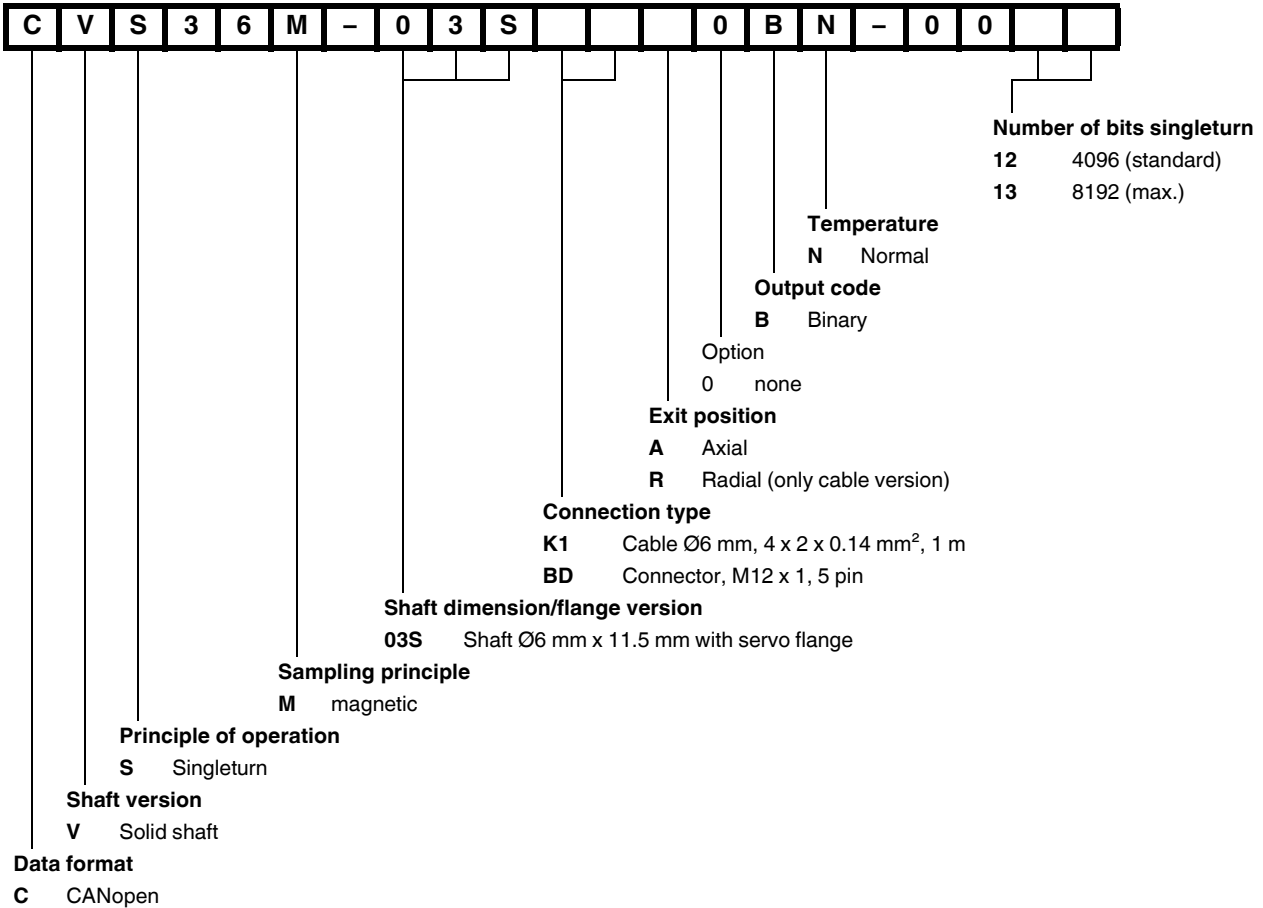 C V S 3 6 M – 0 3 S 0 B N – 0 0
Number of bits singleturn
12 4096 (standard)
13 8192 (max.)
Temperature
N Normal
Output code
B Binary
Option
0 none
Exit position
A Axial
R Radial (only cable version)
Connection type
K1 Cable Ø6 mm, 4 x 2 x 0.14 mm², 1 m
BD Connector, M12 x 1, 5 pin
Shaft dimension/flange version
03S Shaft Ø6 mm x 11.5 mm with servo flange
Sampling principle
M magnetic
Principle of operation
S Singleturn
Shaft version
V Solid shaft
Data format
C CANopen